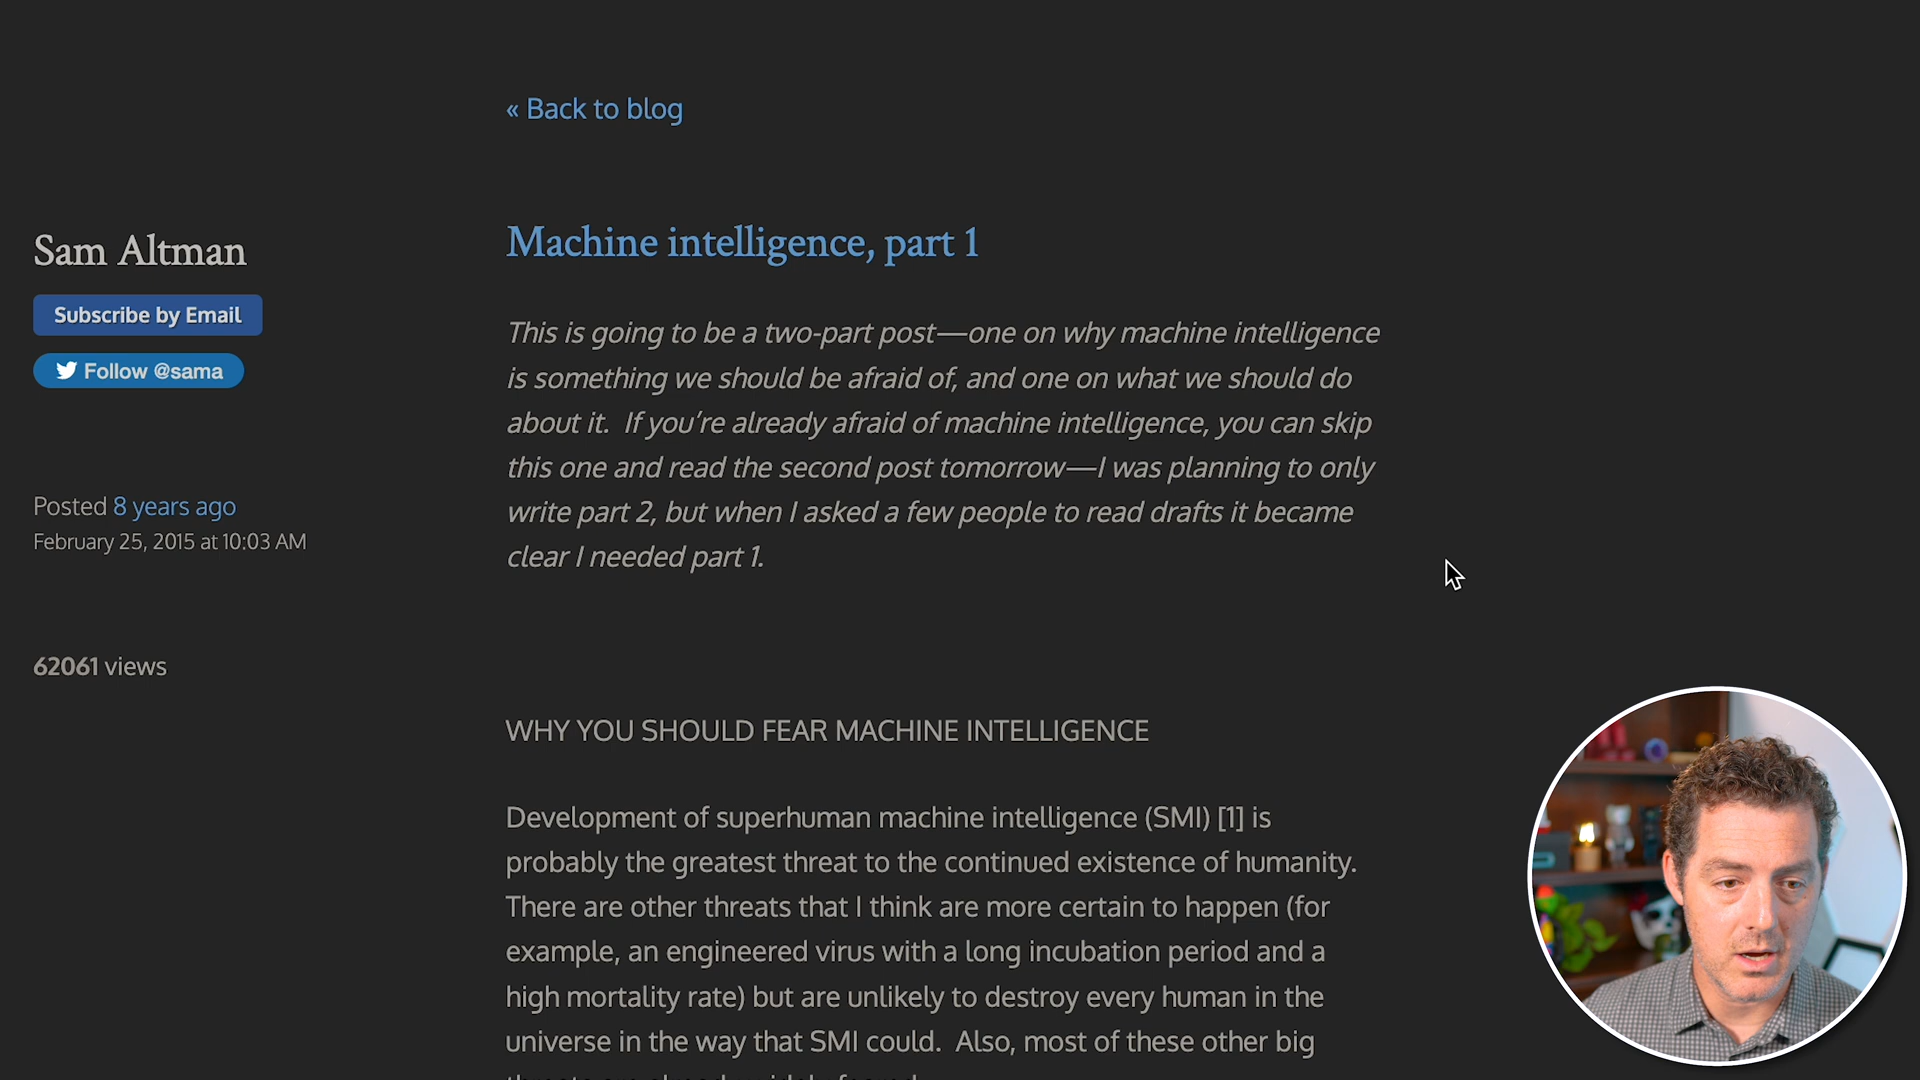 « Back to blog
Sam Altman
Subscribe by Email
Follow @sama
Posted 8 years ago
February 25, 2015 at 10:03 AM
62061 views
Machine intelligence, part 1
This is going to be a two-part post—one on why machine intelligence
is something we should be afraid of, and one on what we should do
about it.  If you’re already afraid of machine intelligence, you can skip
this one and read the second post tomorrow—I was planning to only
write part 2, but when I asked a few people to read drafts it became
clear I needed part 1.
WHY YOU SHOULD FEAR MACHINE INTELLIGENCE
Development of superhuman machine intelligence (SMI) [1] is
probably the greatest threat to the continued existence of humanity.
There are other threats that I think are more certain to happen (for
example, an engineered virus with a long incubation period and a
high mortality rate) but are unlikely to destroy every human in the
universe in the way that SMI could.  Also, most of these other big